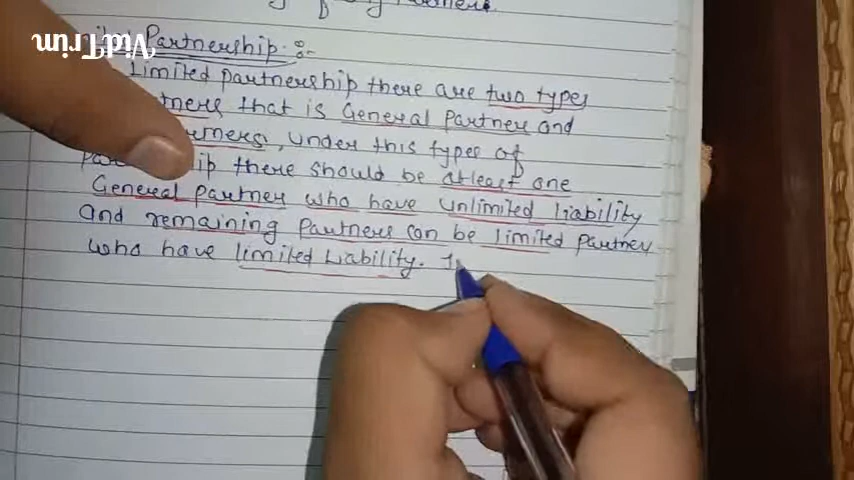 VidTrim
Partnership :-
Limited partnership there are two types
that is General Partner and
, under this types of
there should be atleast one
General partner who have unlimited liability
and remaining partners can be limited partner
who have limited Liability. I